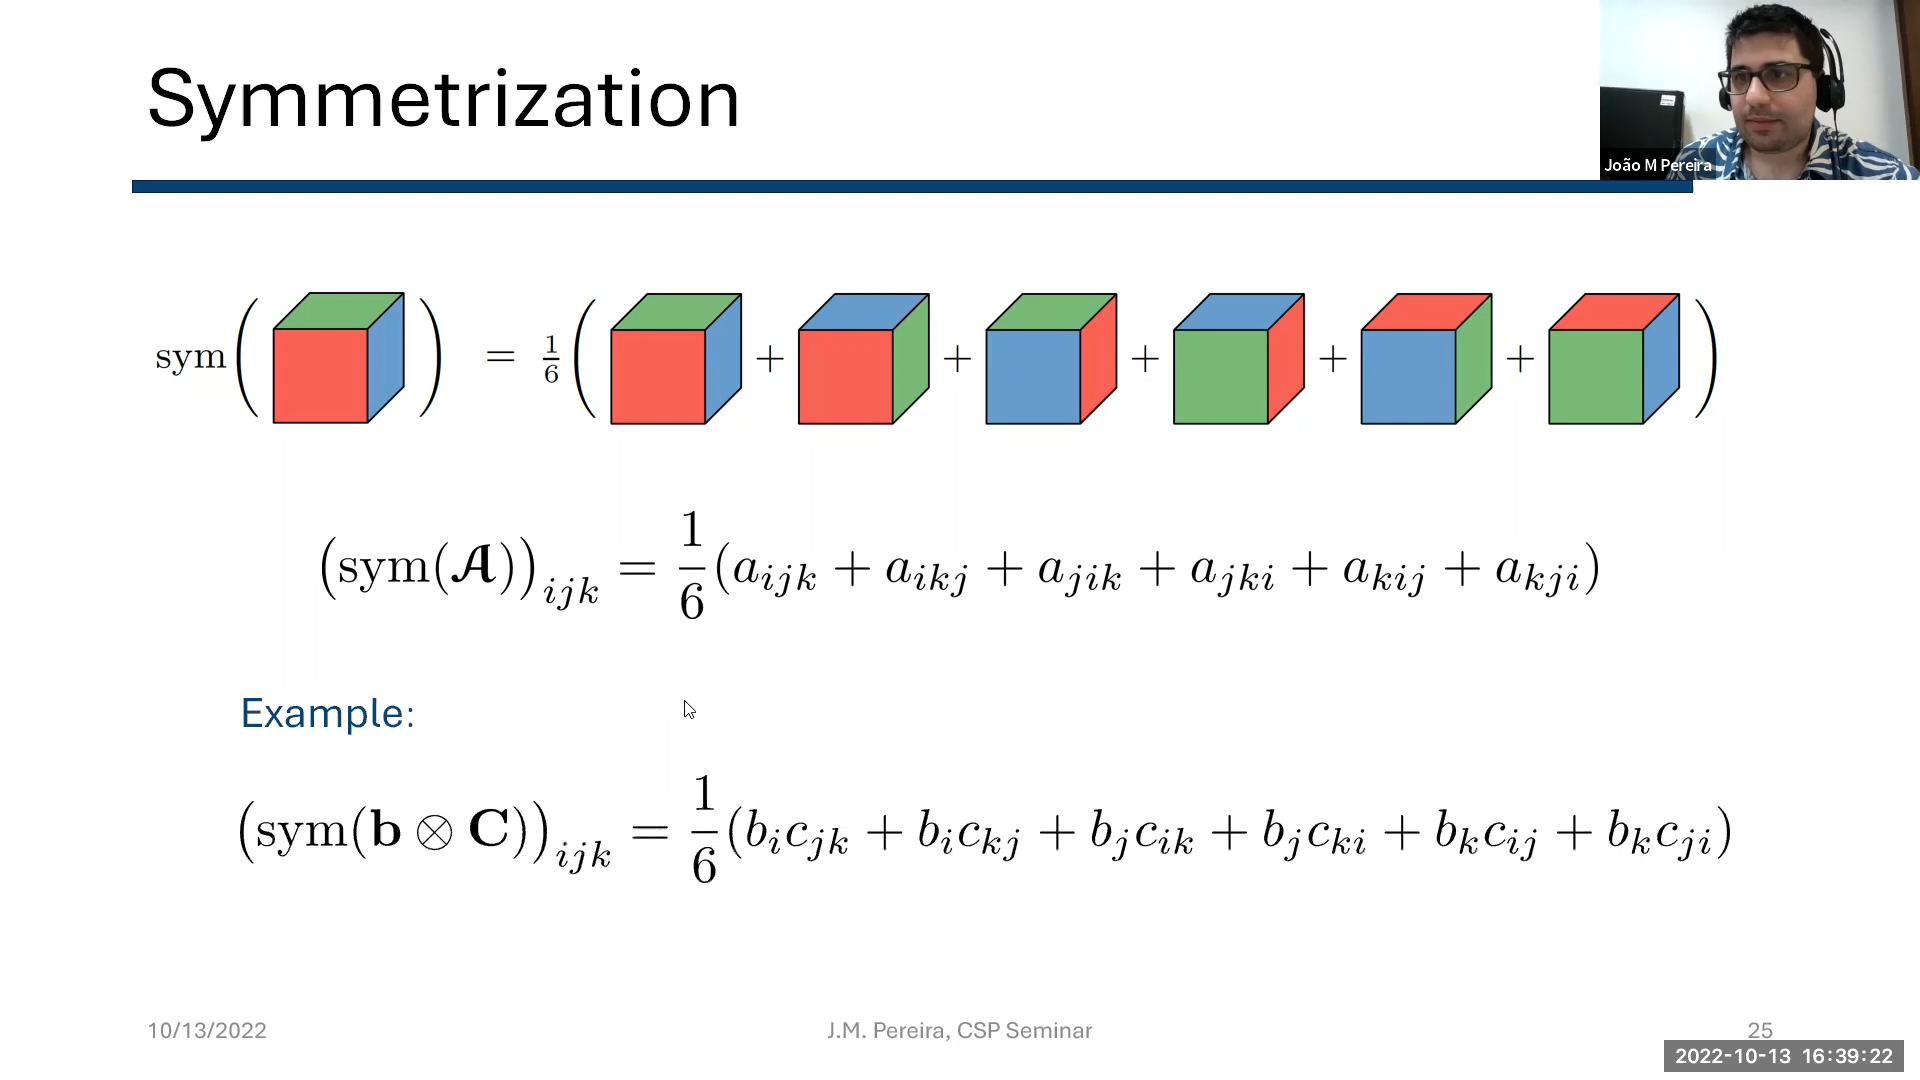 Symmetrization
João M Pereira
sym( ) = 1/6 ( + + + + + )
(sym(𝓐))_{ijk} = 1/6 (a_{ijk} + a_{ikj} + a_{jik} + a_{jki} + a_{kij} + a_{kji})
Example:
(sym(𝐛 ⊗ 𝐂))_{ijk} = 1/6 (b_i c_{jk} + b_i c_{kj} + b_j c_{ik} + b_j c_{ki} + b_k c_{ij} + b_k c_{ji})
10/13/2022 J.M. Pereira, CSP Seminar 25
2022-10-13 16:39:22